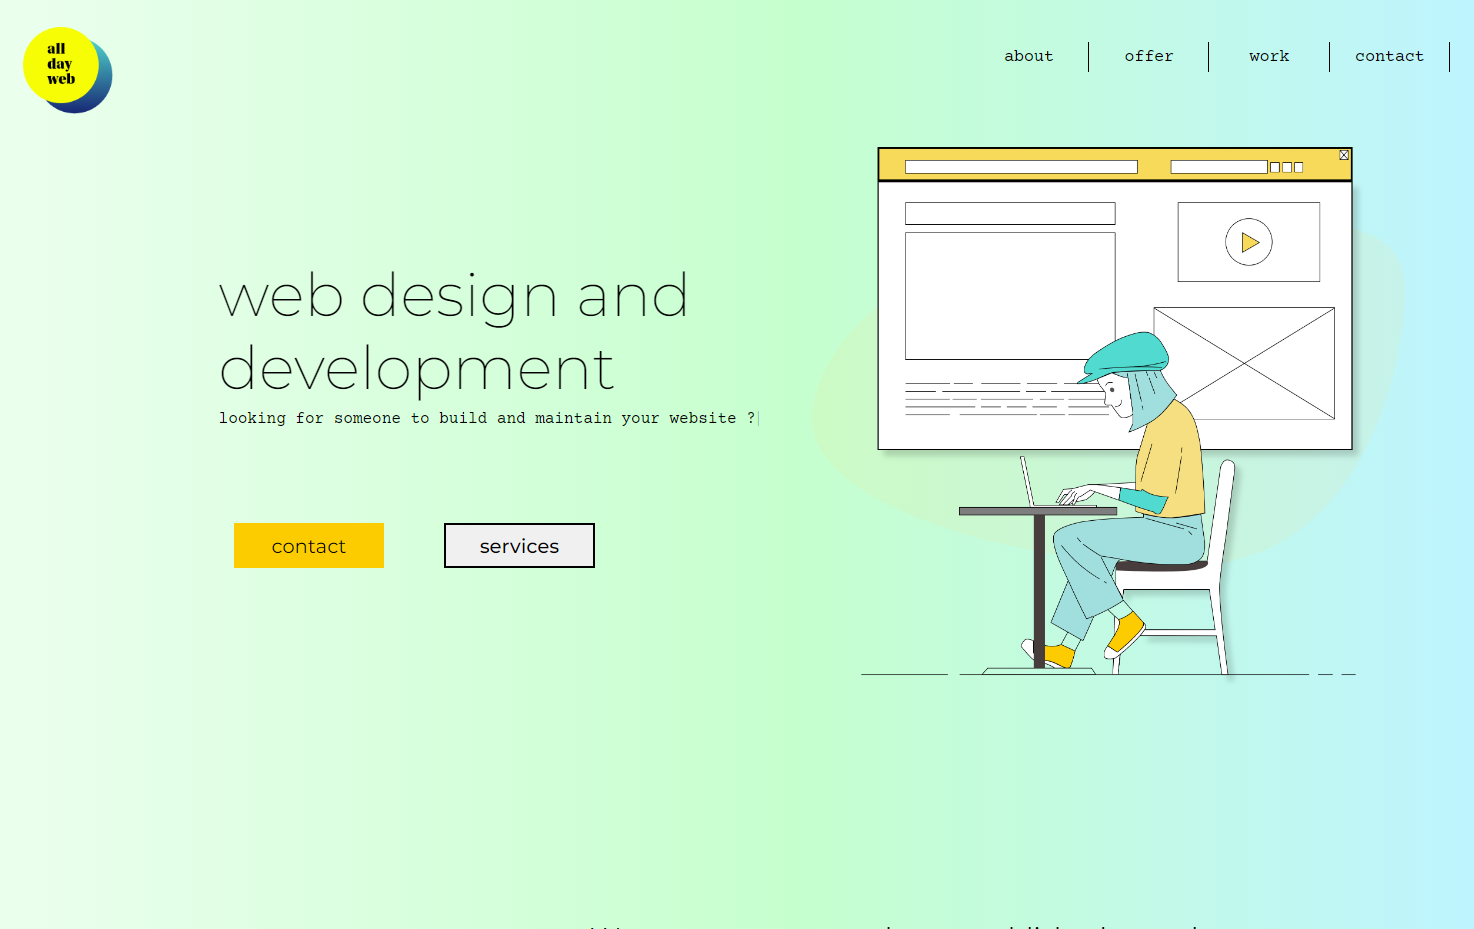 all
day
web
about
offer
work
contact
web design and
development
looking for someone to build and maintain your website ?
contact
services